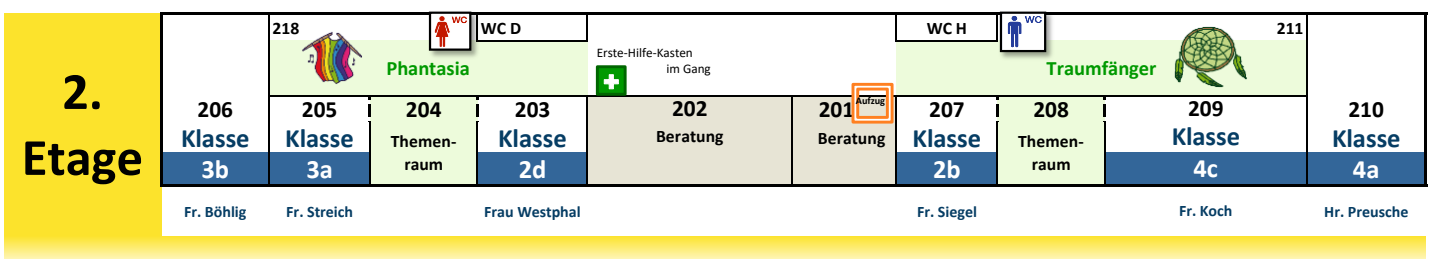 2.
Etage
218
WC
WC D
WC H
WC
211
Erste-Hilfe-Kasten
im Gang
Phantasia
Traumfänger
206
Klasse
3b
205
Klasse
3a
204
Themen-
raum
203
Klasse
2d
202
Beratung
201
Aufzug
Beratung
207
Klasse
2b
208
Themen-
raum
209
Klasse
4c
210
Klasse
4a
Fr. Böhlig
Fr. Streich
Frau Westphal
Fr. Siegel
Fr. Koch
Hr. Preusche